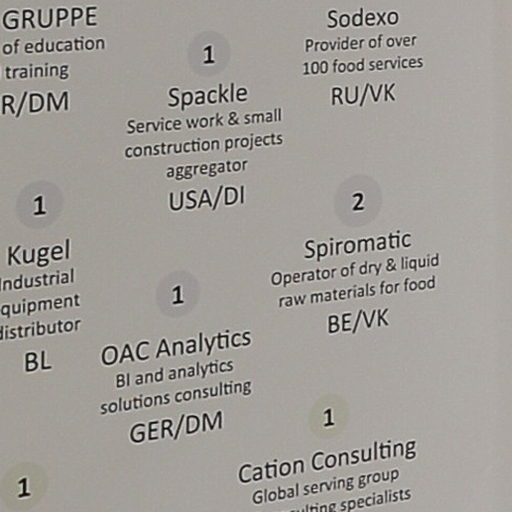 GRUPPE
of education
training
R/DM
1
Spackle
Service work & small
construction projects
aggregator
USA/DI
Sodexo
Provider of over
100 food services
RU/VK
1
Kugel
Industrial
quipment
distributor
BL
1
OAC Analytics
BI and analytics
solutions consulting
GER/DM
2
Spiromatic
Operator of dry & liquid
raw materials for food
BE/VK
1
1
Cation Consulting
Global serving group
ulting specialists